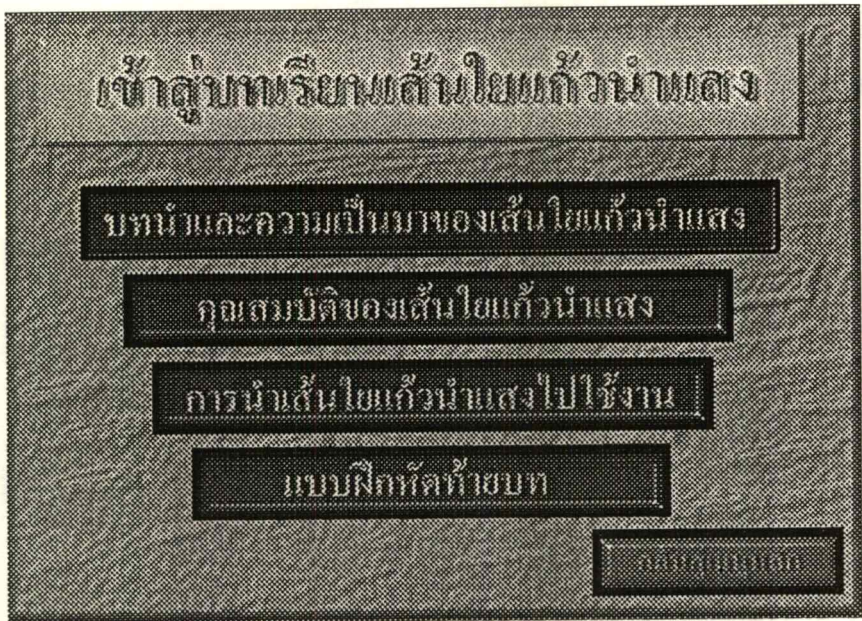 เข้าสู่บทเรียนเส้นใยแก้วนำแสง
บทนำและความเป็นมาของเส้นใยแก้วนำแสง
คุณสมบัติของเส้นใยแก้วนำแสง
การนำเส้นใยแก้วนำแสงไปใช้งาน
แบบฝึกหัดท้ายบท